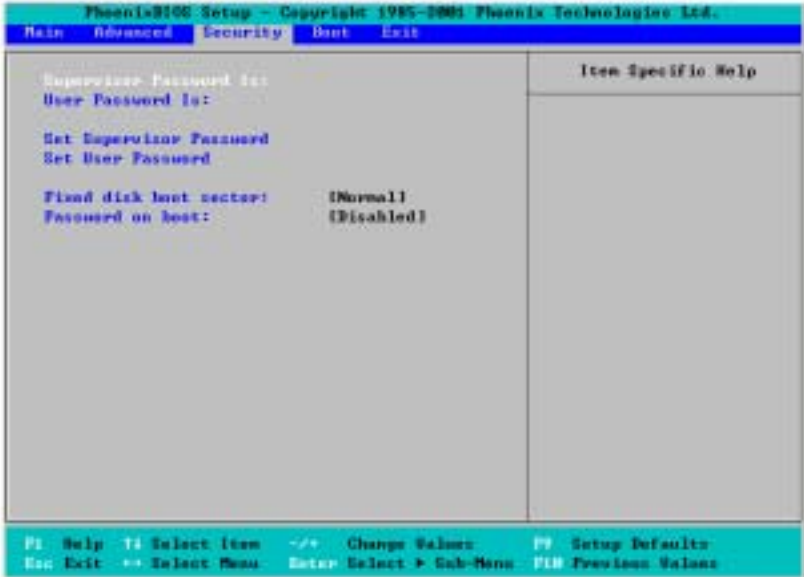 PhoenixBIOS Setup - Copyright 1985-2001 Phoenix Technologies Ltd.
Main Advanced Security Boot Exit
Supervisor Password Is:
User Password Is:
Set Supervisor Password
Set User Password
Fixed disk boot sector: [Normal]
Password on boot: [Disabled]
Item Specific Help
F1 Help ↑↓ Select Item -/+ Change Values F9 Setup Defaults
Esc Exit ↔ Select Menu Enter Select ▶ Sub-Menu F10 Previous Values